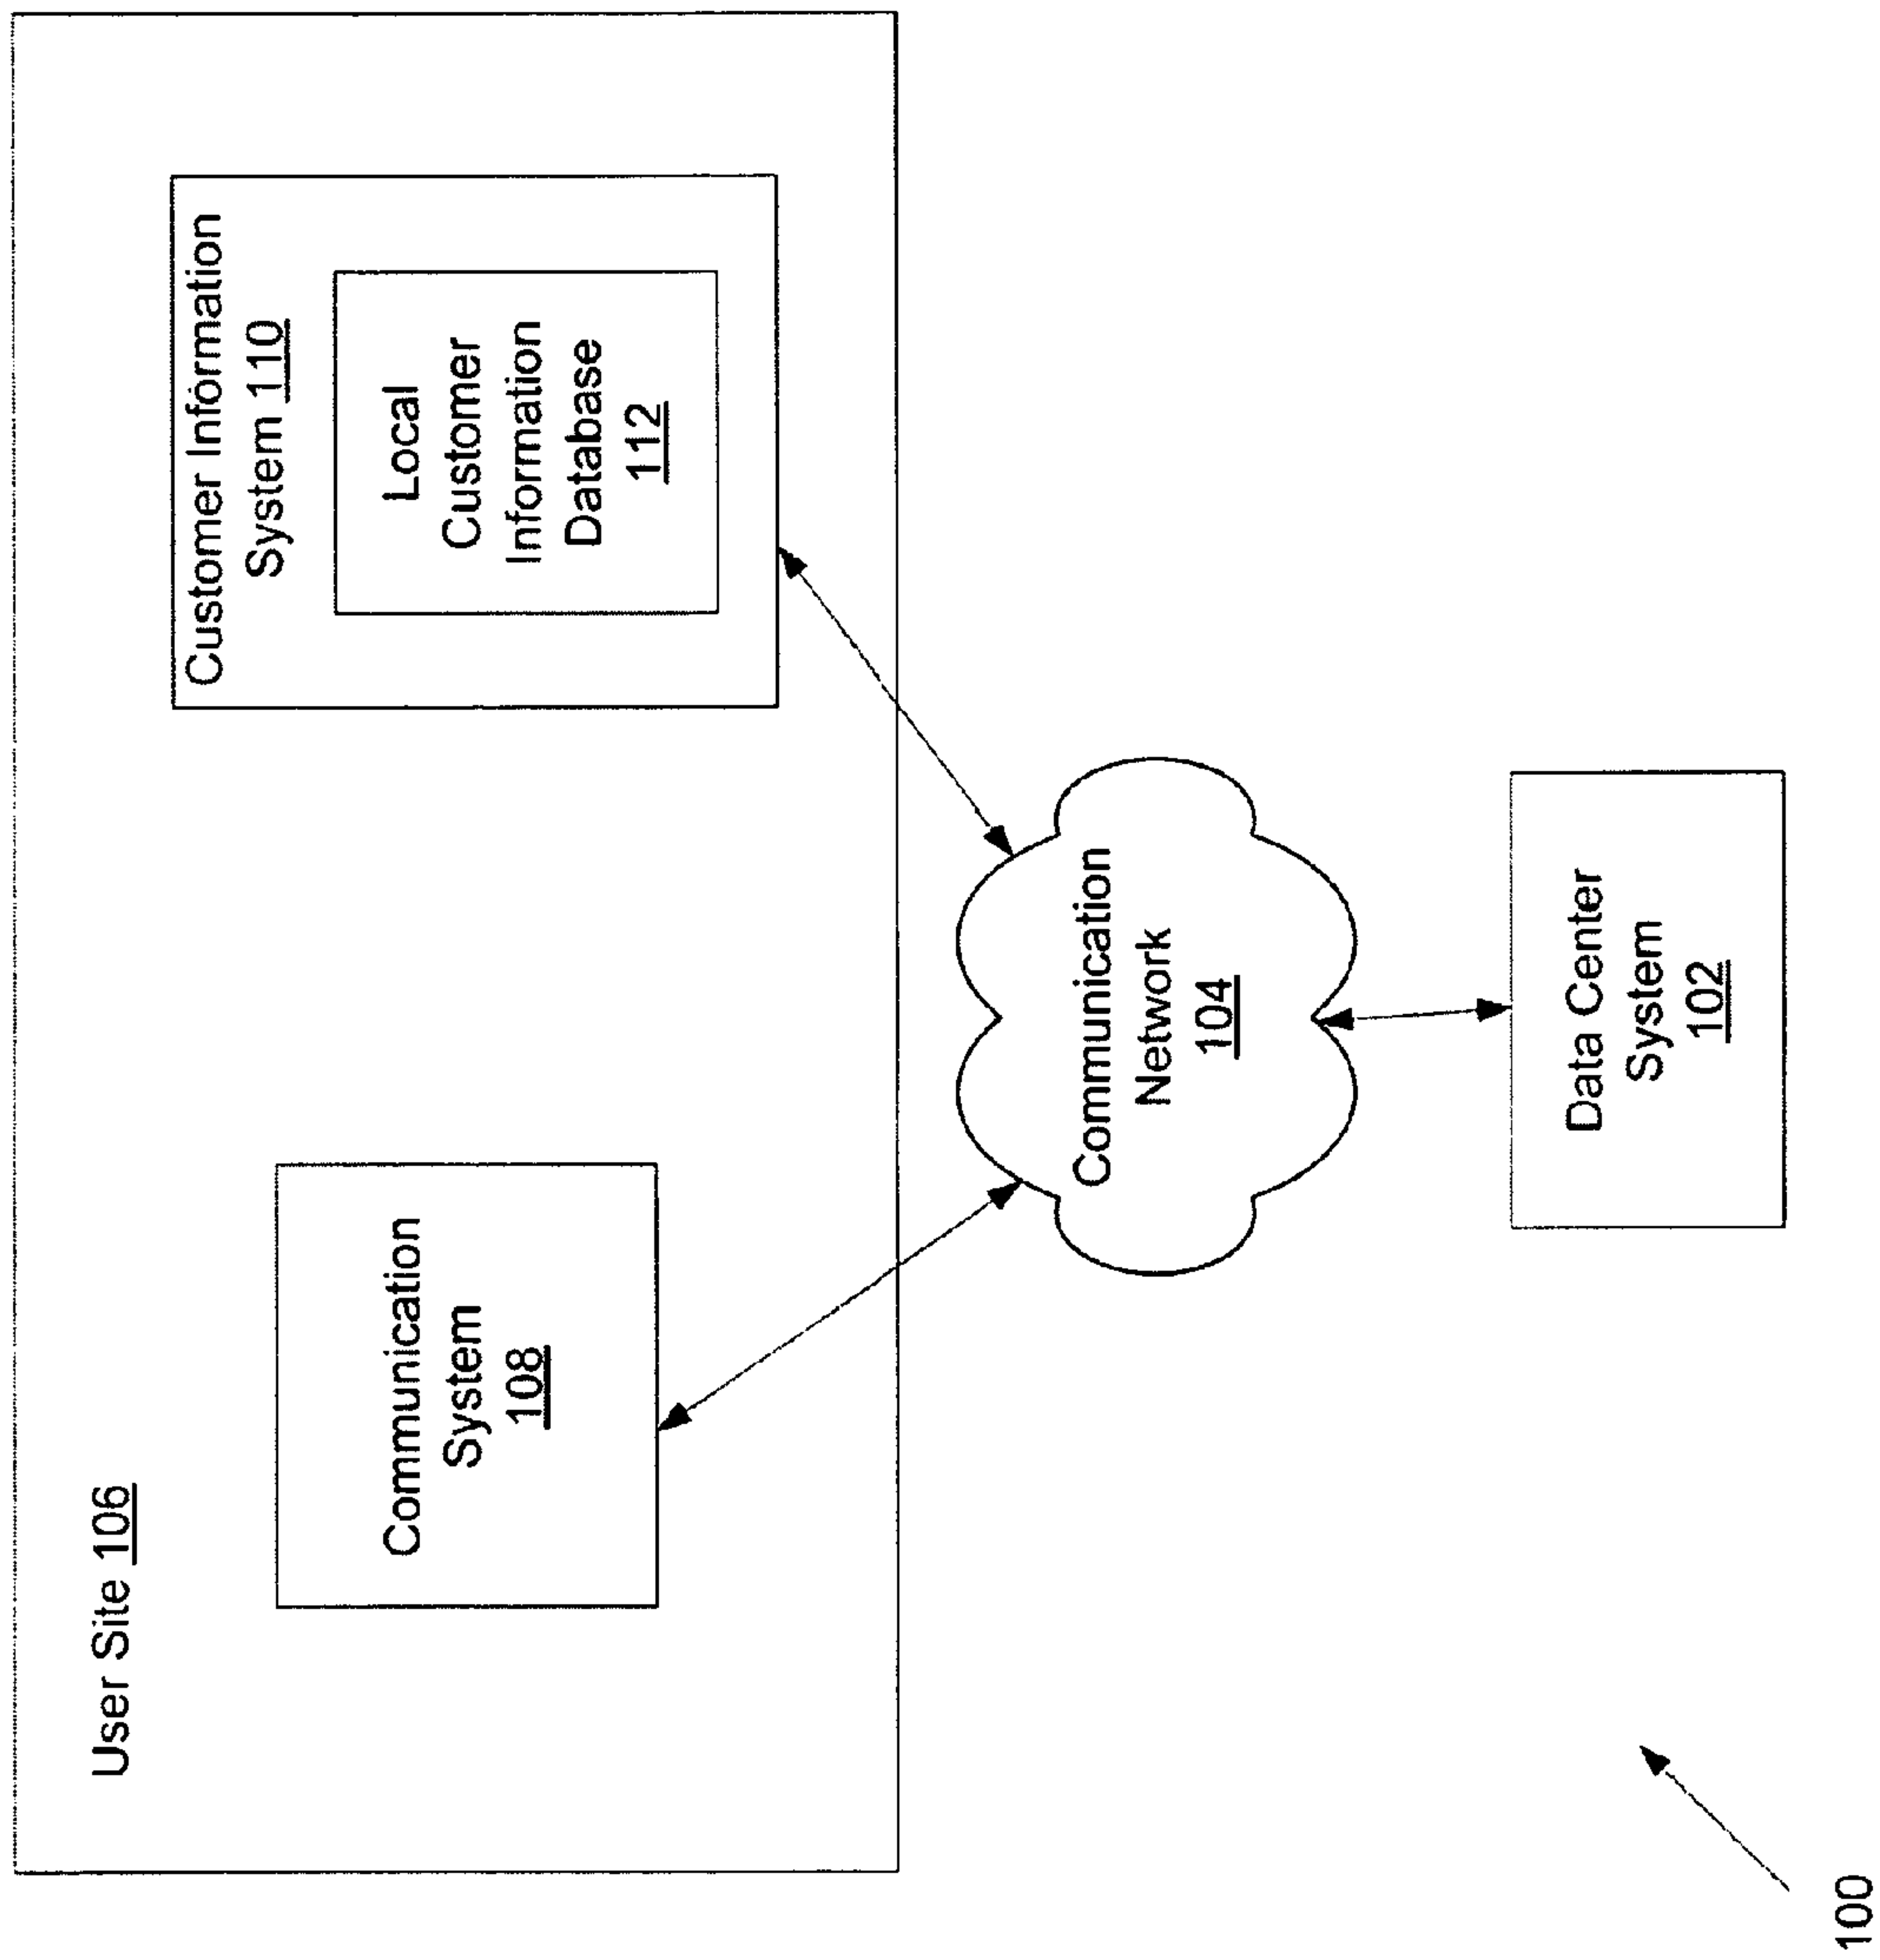 User Site 106
Communication
System
108
Customer Information
System 110
Local
Customer
Information
Database
112
Communication
Network
104
Data Center
System
102
100